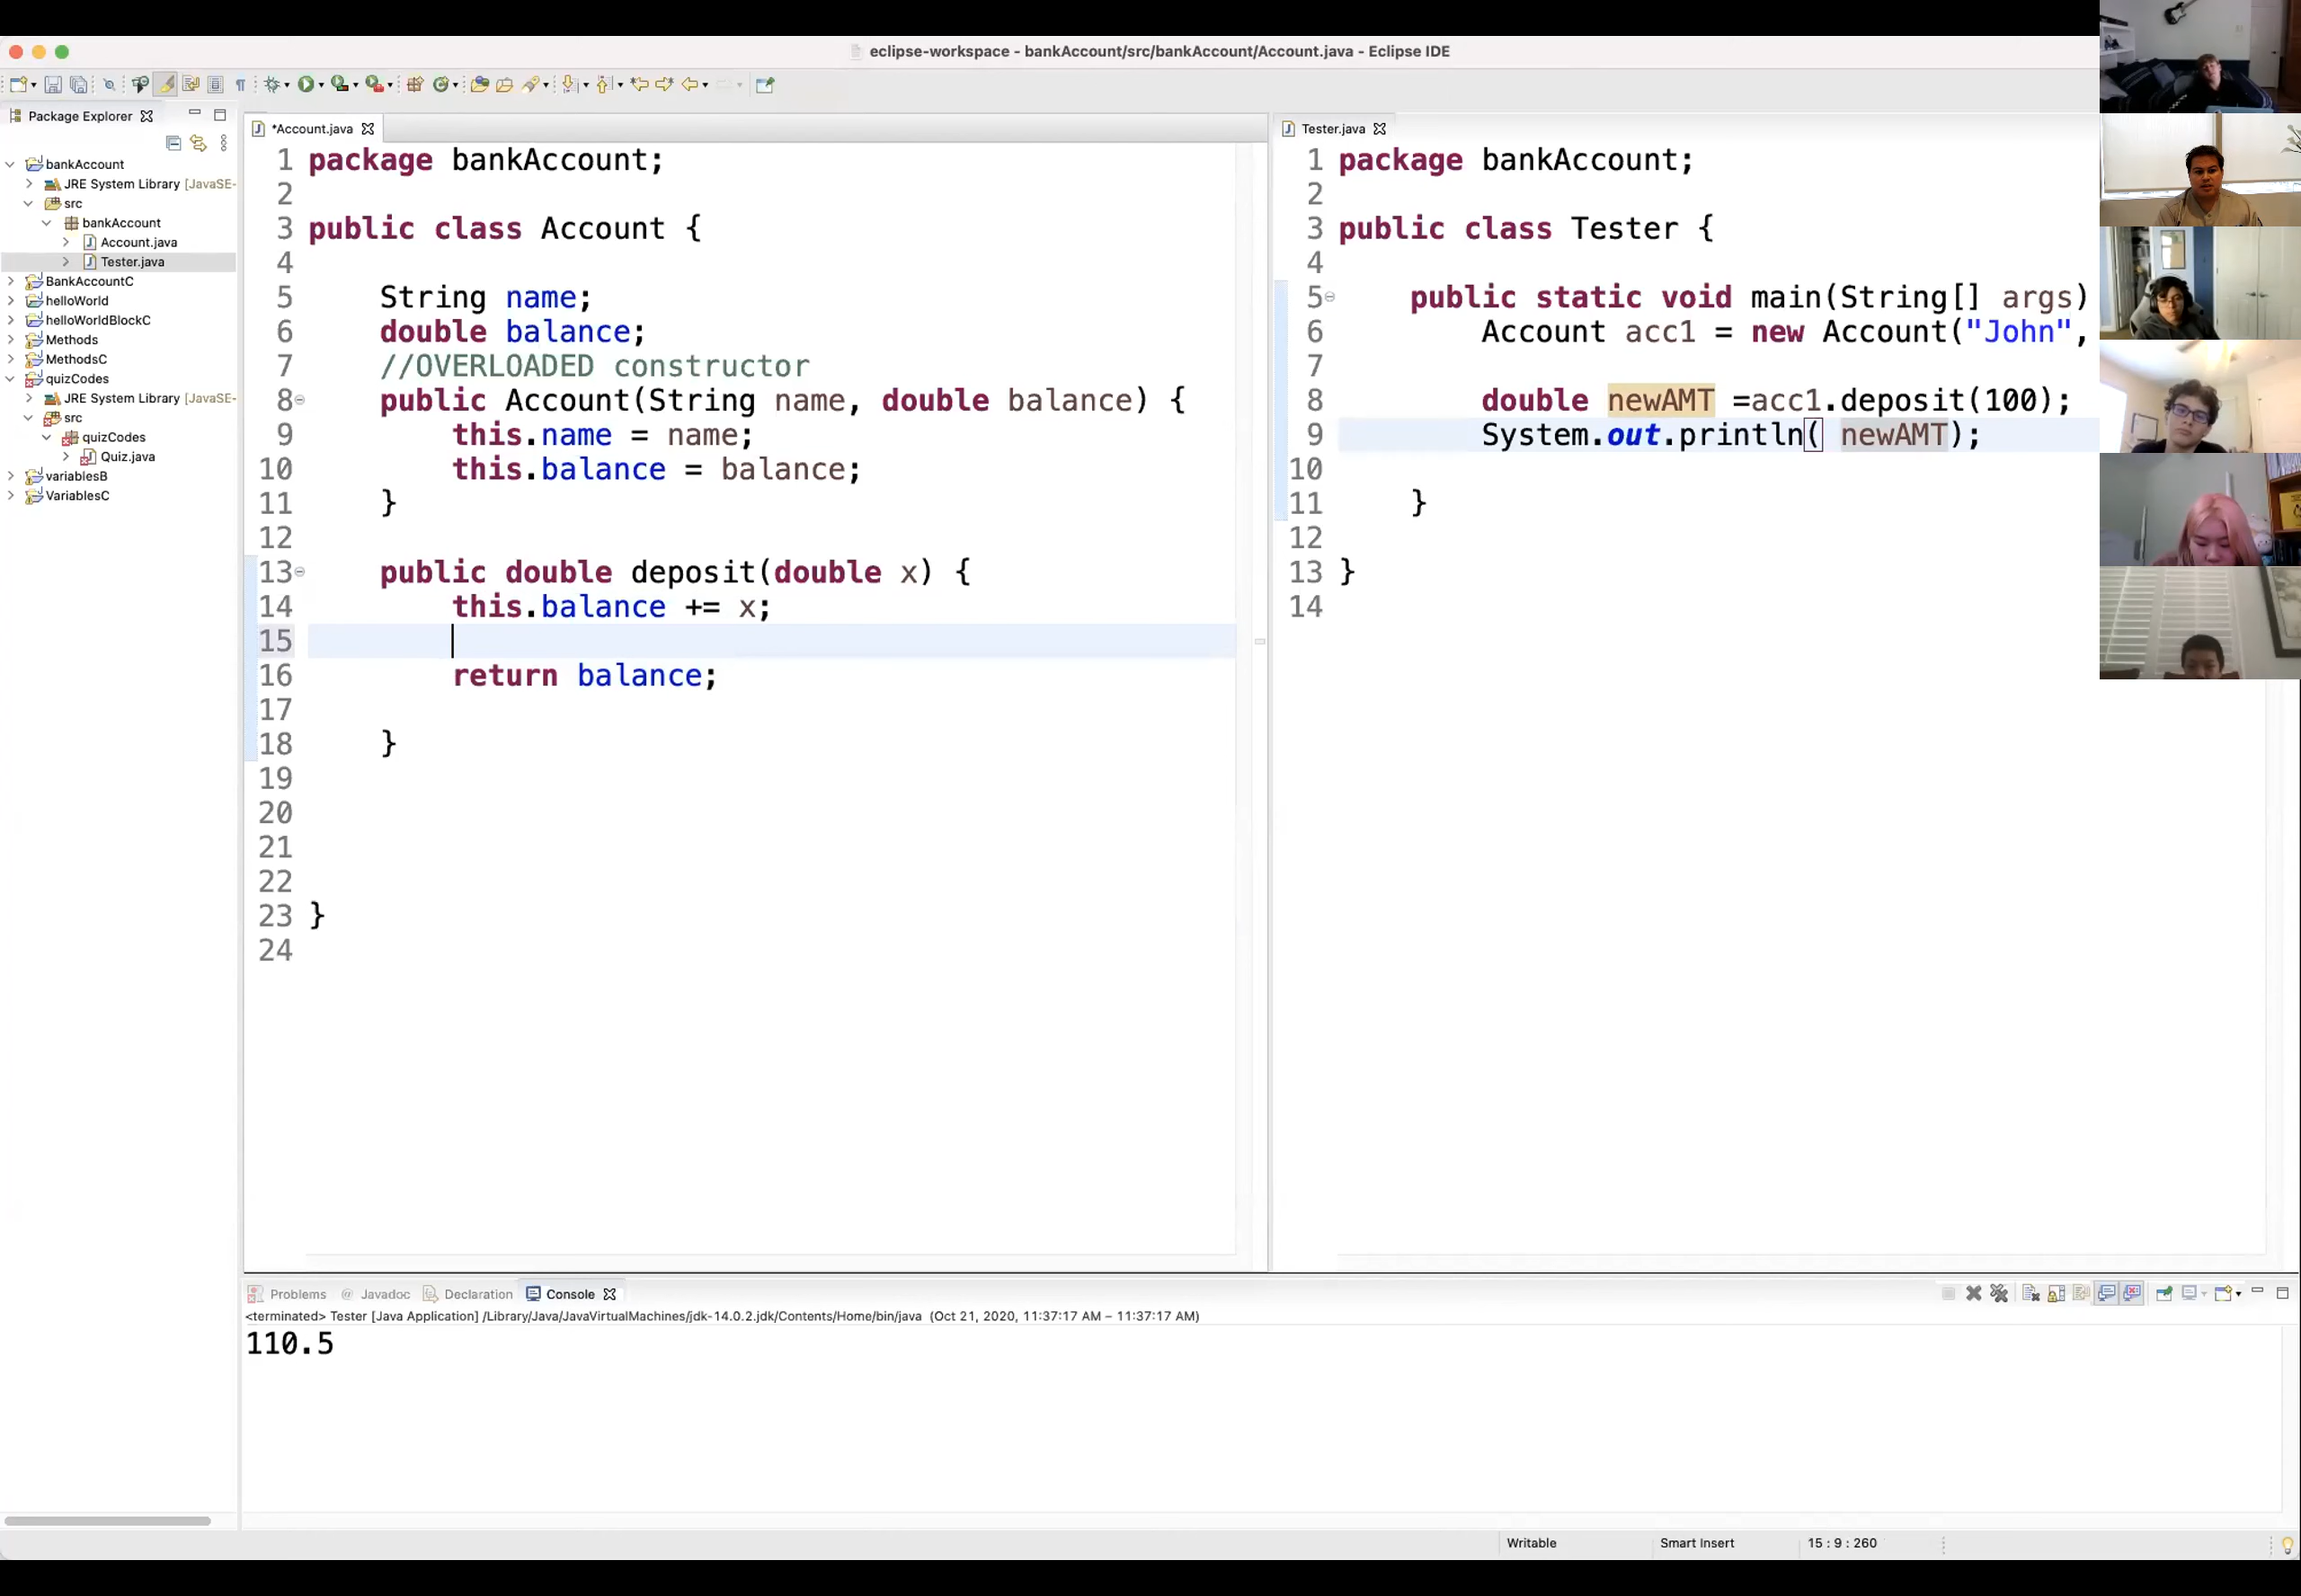 eclipse-workspace - bankAccount/src/bankAccount/Account.java - Eclipse IDE
Package Explorer
bankAccount
JRE System Library [JavaSE-
src
bankAccount
Account.java
Tester.java
BankAccountC
helloWorld
helloWorldBlockC
Methods
MethodsC
quizCodes
JRE System Library [JavaSE-
src
quizCodes
Quiz.java
variablesB
VariablesC
*Account.java
1 package bankAccount;
2
3 public class Account {
4
5 String name;
6 double balance;
7 //OVERLOADED constructor
8 public Account(String name, double balance) {
9 this.name = name;
10 this.balance = balance;
11 }
12
13 public double deposit(double x) {
14 this.balance += x;
15
16 return balance;
17
18 }
19
20
21
22
23 }
24
Tester.java
1 package bankAccount;
2
3 public class Tester {
4
5 public static void main(String[] args)
6 Account acc1 = new Account("John",
7
8 double newAMT =acc1.deposit(100);
9 System.out.println( newAMT);
10
11 }
12
13 }
14
Problems @ Javadoc Declaration Console
<terminated> Tester [Java Application] /Library/Java/JavaVirtualMachines/jdk-14.0.2.jdk/Contents/Home/bin/java (Oct 21, 2020, 11:37:17 AM – 11:37:17 AM)
110.5
Writable Smart Insert 15 : 9 : 260